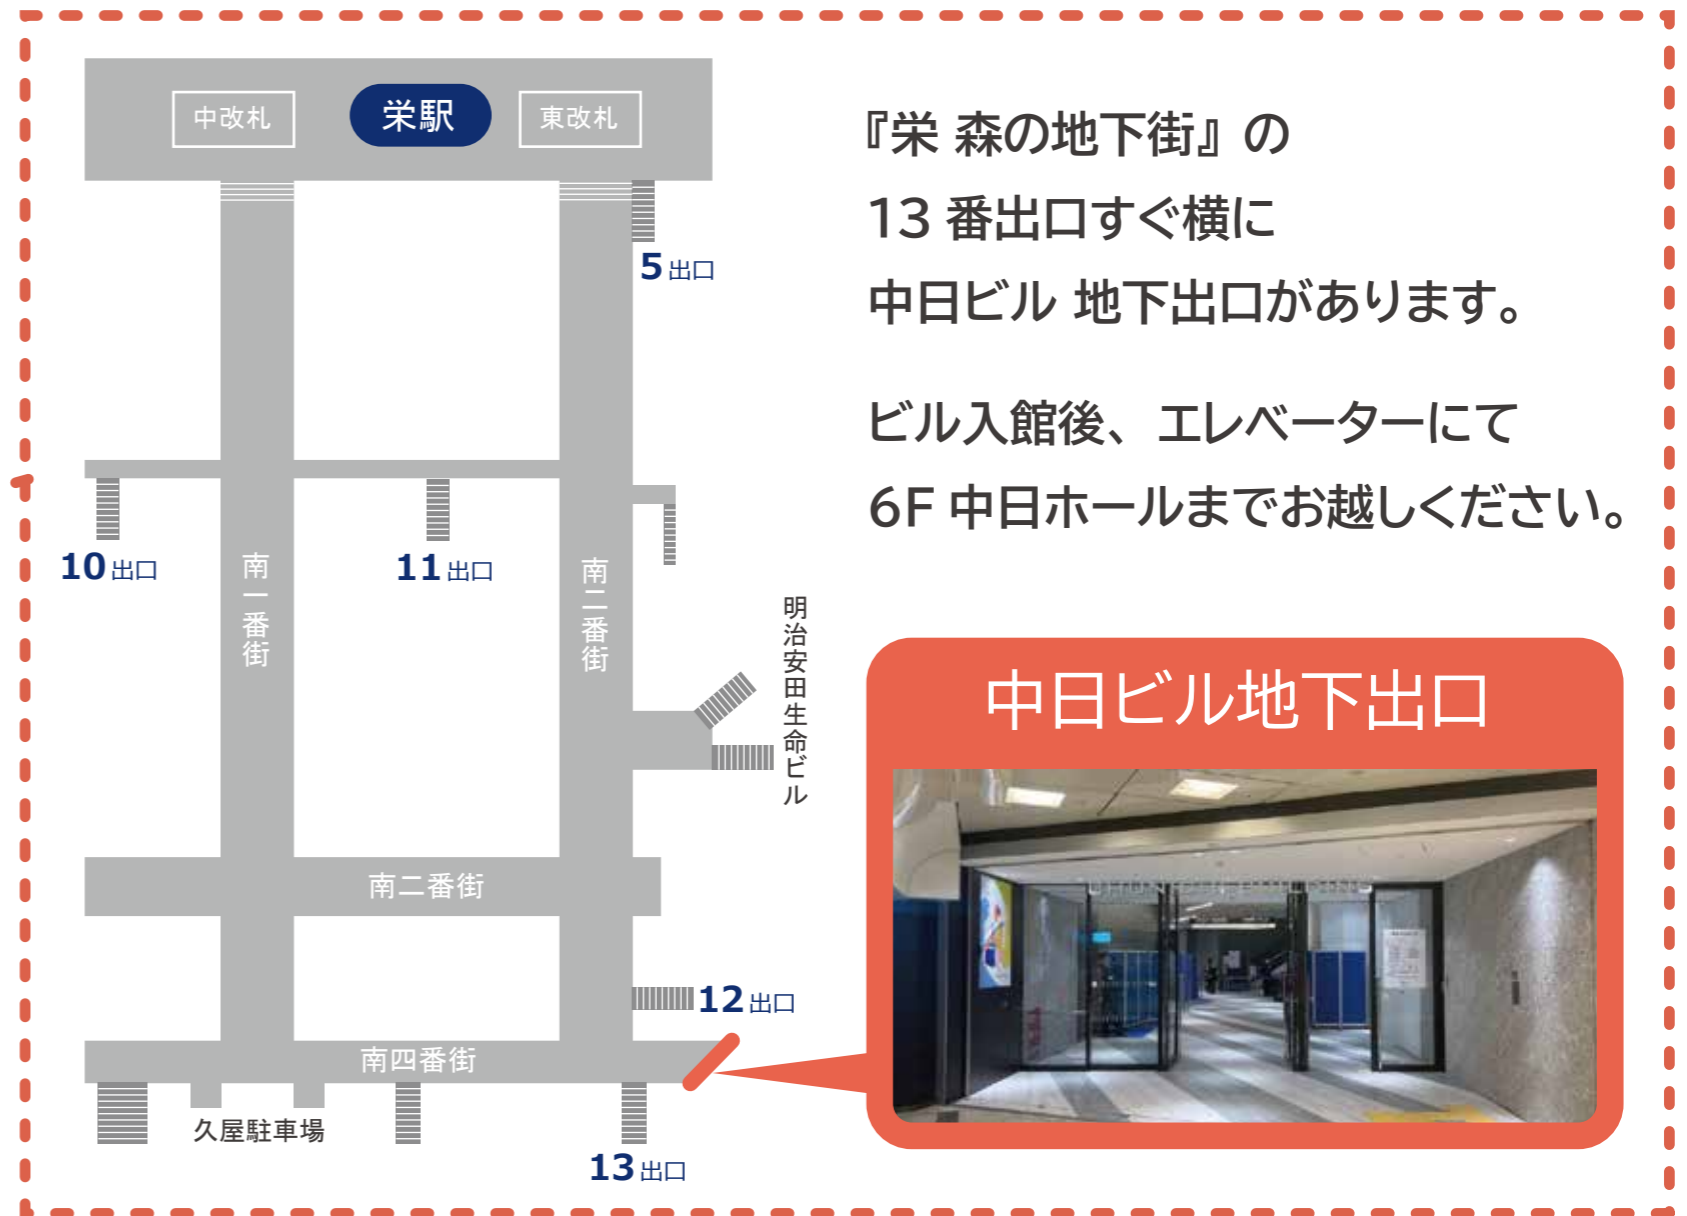 中改札
栄駅
東改札
5出口
10出口
11出口
南一番街
南二番街
明治安田生命ビル
南二番街
12出口
南四番街
久屋駐車場
13出口
『栄 森の地下街』の
13番出口すぐ横に
中日ビル 地下出口があります。
ビル入館後、エレベーターにて
6F 中日ホールまでお越しください。
中日ビル地下出口